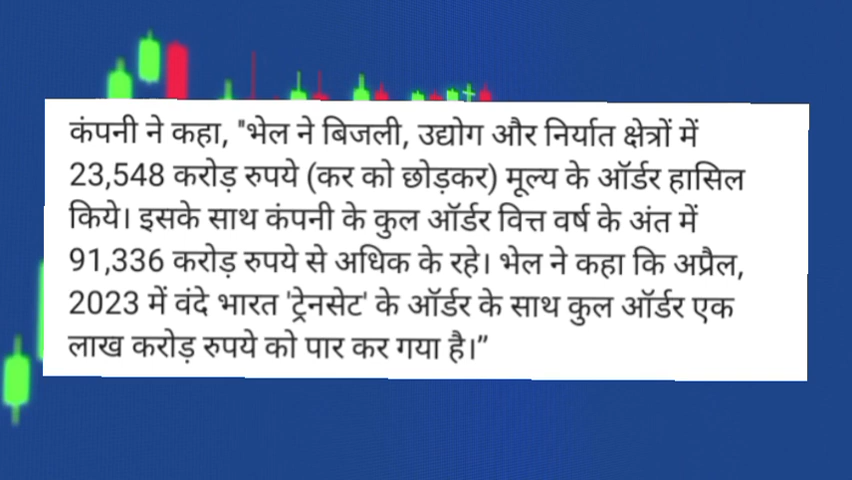 कंपनी ने कहा, "भेल ने बिजली, उद्योग और निर्यात क्षेत्रों में
23,548 करोड़ रुपये (कर को छोड़कर) मूल्य के ऑर्डर हासिल
किये। इसके साथ कंपनी के कुल ऑर्डर वित्त वर्ष के अंत में
91,336 करोड़ रुपये से अधिक के रहे। भेल ने कहा कि अप्रैल,
2023 में वंदे भारत 'ट्रेनसेट' के ऑर्डर के साथ कुल ऑर्डर एक
लाख करोड़ रुपये को पार कर गया है।”